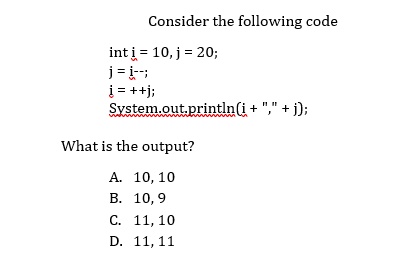 Consider the following code
int i = 10, j = 20;
j = i--;
i = ++j;
System.out.println(i + "," + j);
What is the output?
A. 10, 10
B. 10, 9
C. 11, 10
D. 11, 11